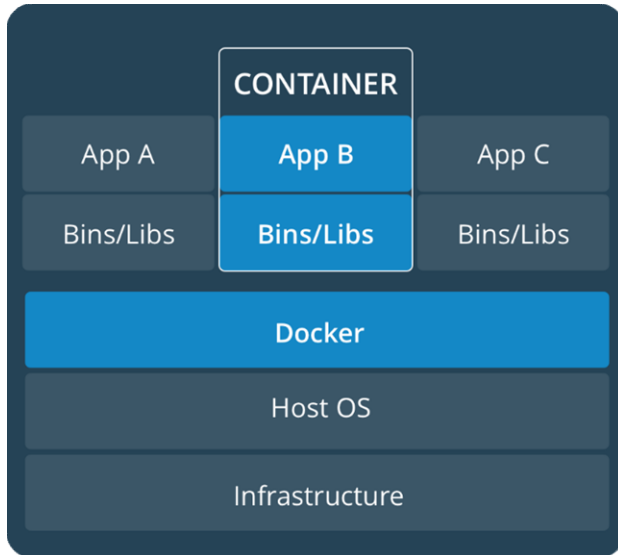 CONTAINER
App A
App B
App C
Bins/Libs
Bins/Libs
Bins/Libs
Docker
Host OS
Infrastructure